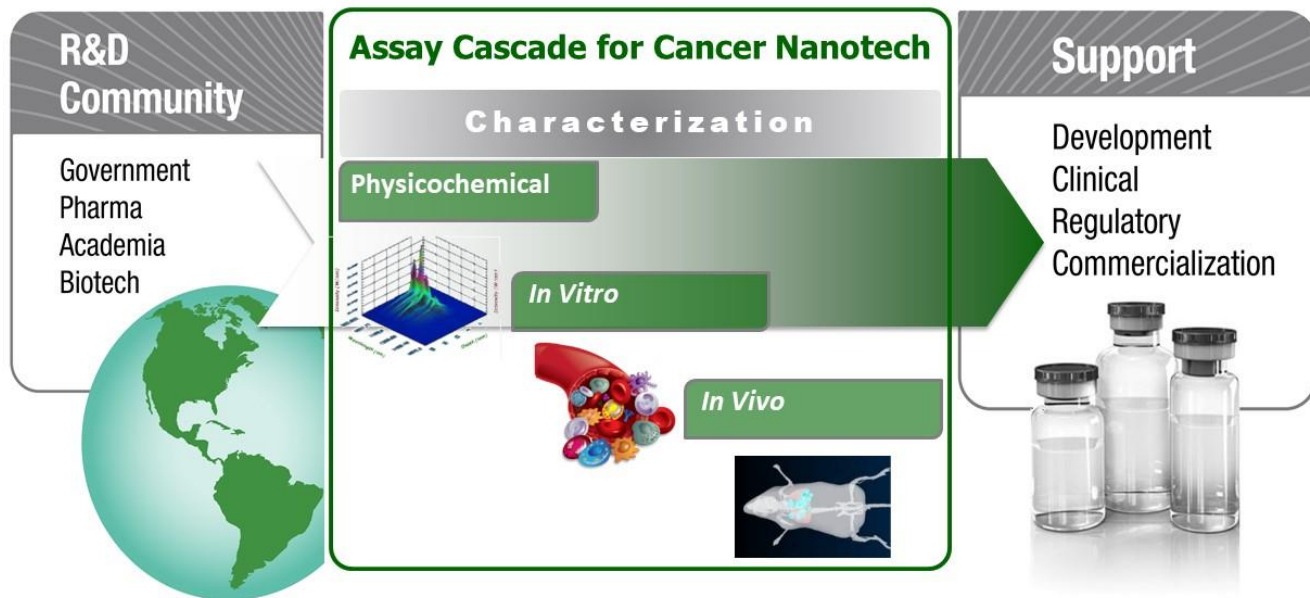 R&D
Community
Government
Pharma
Academia
Biotech
Assay Cascade for Cancer Nanotech
Characterization
Physicochemical
In Vitro
In Vivo
Support
Development
Clinical
Regulatory
Commercialization